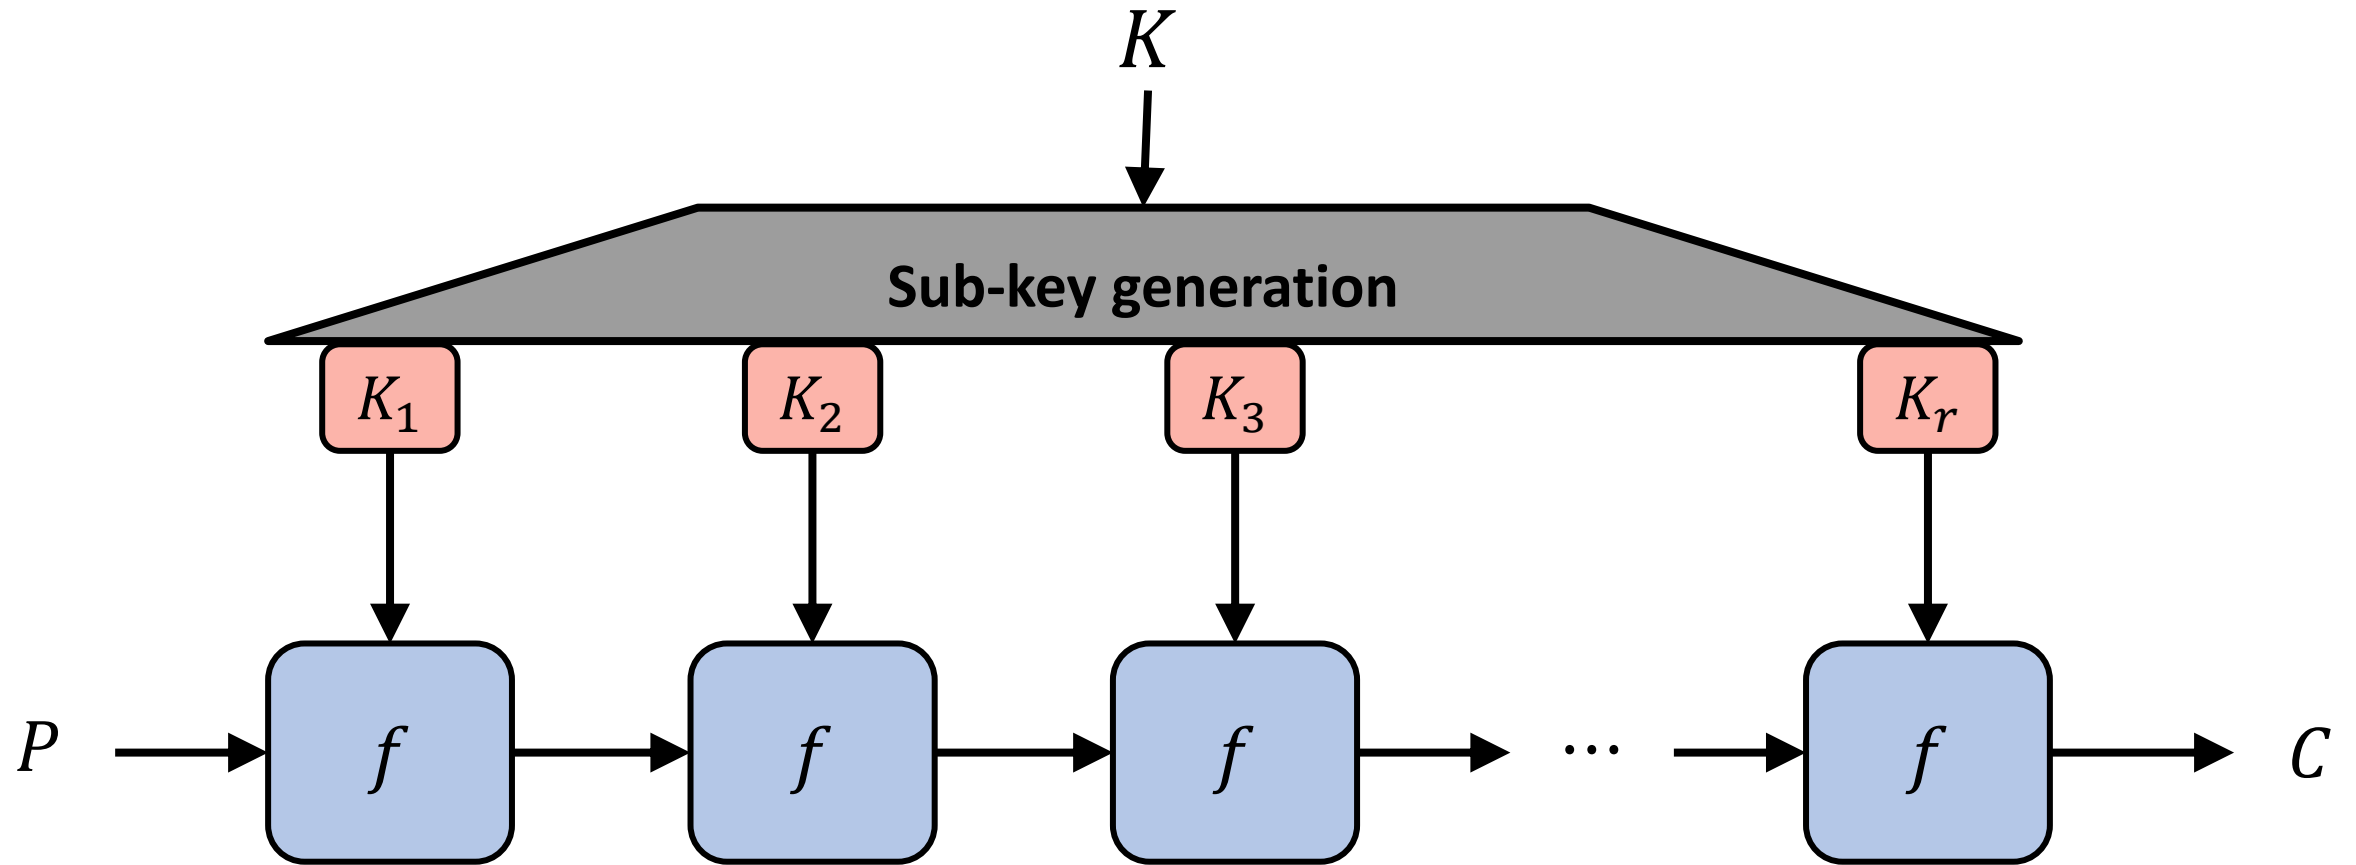 K
Sub-key generation
K₁ K₂ K₃ Kᵣ
P f f f ... f C